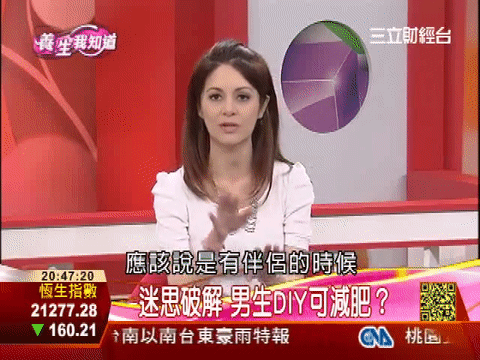 養生我知道
三立財經台
應該說是有伴侶的時候
20:47:20
恆生指數
21277.28
▼160.21
迷思破解 男生DIY可減肥?
台南以南台東豪雨特報
CNA 桃園